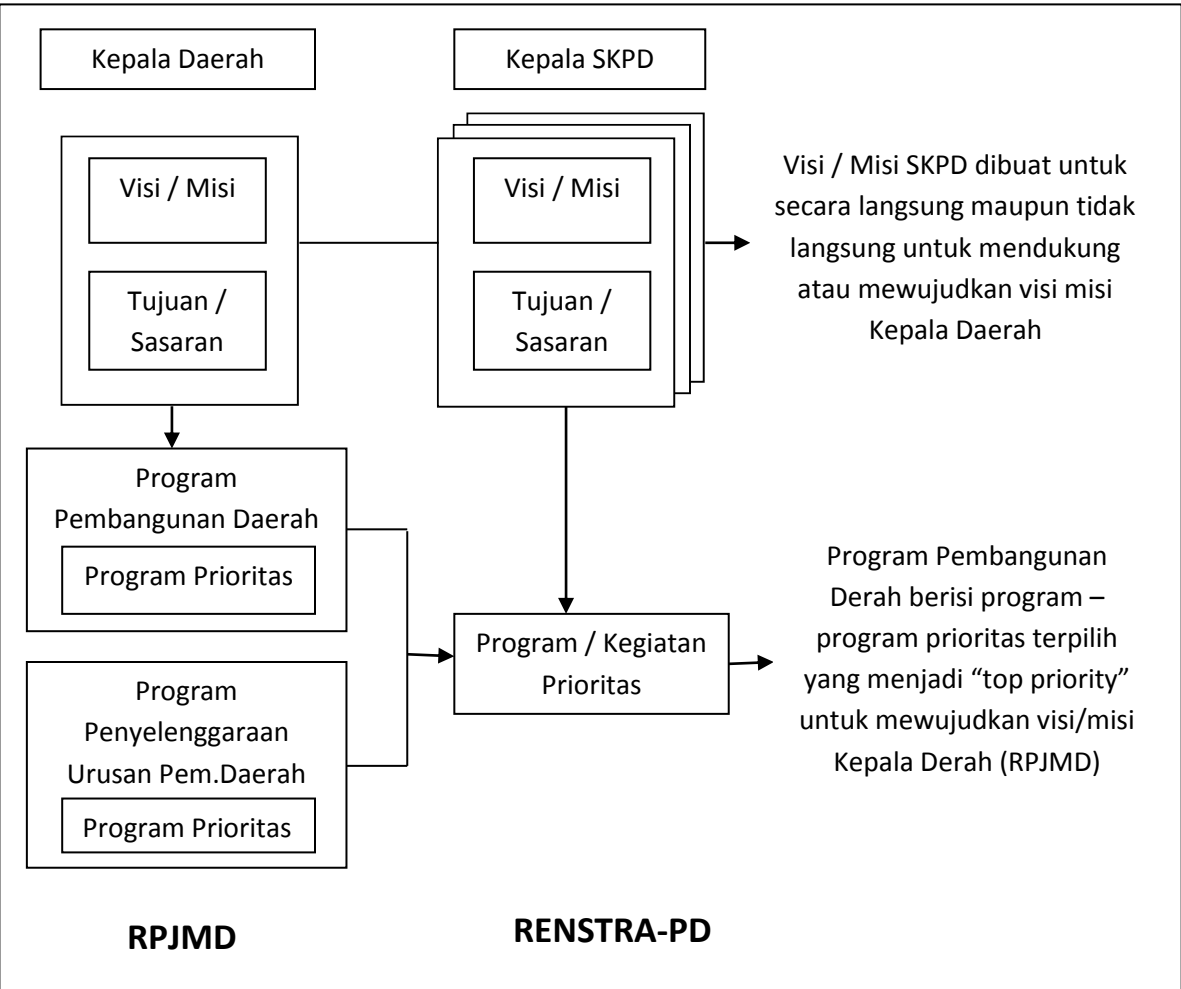 Kepala Daerah
Kepala SKPD
Visi / Misi
Tujuan /
Sasaran
Visi / Misi
Tujuan /
Sasaran
Visi / Misi SKPD dibuat untuk
secara langsung maupun tidak
langsung untuk mendukung
atau mewujudkan visi misi
Kepala Daerah
Program
Pembangunan Daerah
Program Prioritas
Program
Penyelenggaraan
Urusan Pem.Daerah
Program Prioritas
Program / Kegiatan
Prioritas
Program Pembangunan
Derah berisi program –
program prioritas terpilih
yang menjadi “top priority”
untuk mewujudkan visi/misi
Kepala Derah (RPJMD)
RPJMD
RENSTRA-PD